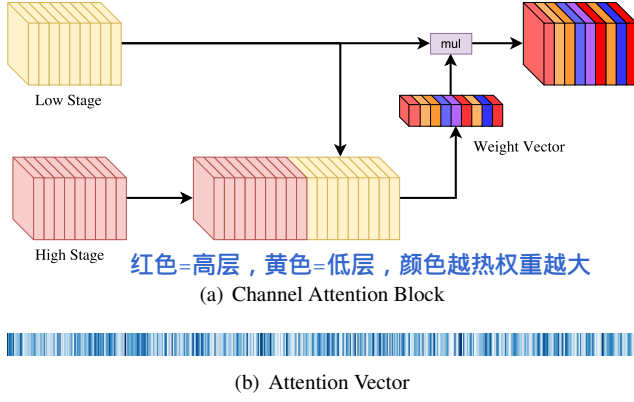 mul
Low Stage
Weight Vector
High Stage
红色=高层，黄色=低层，颜色越热权重越大
(a) Channel Attention Block
(b) Attention Vector